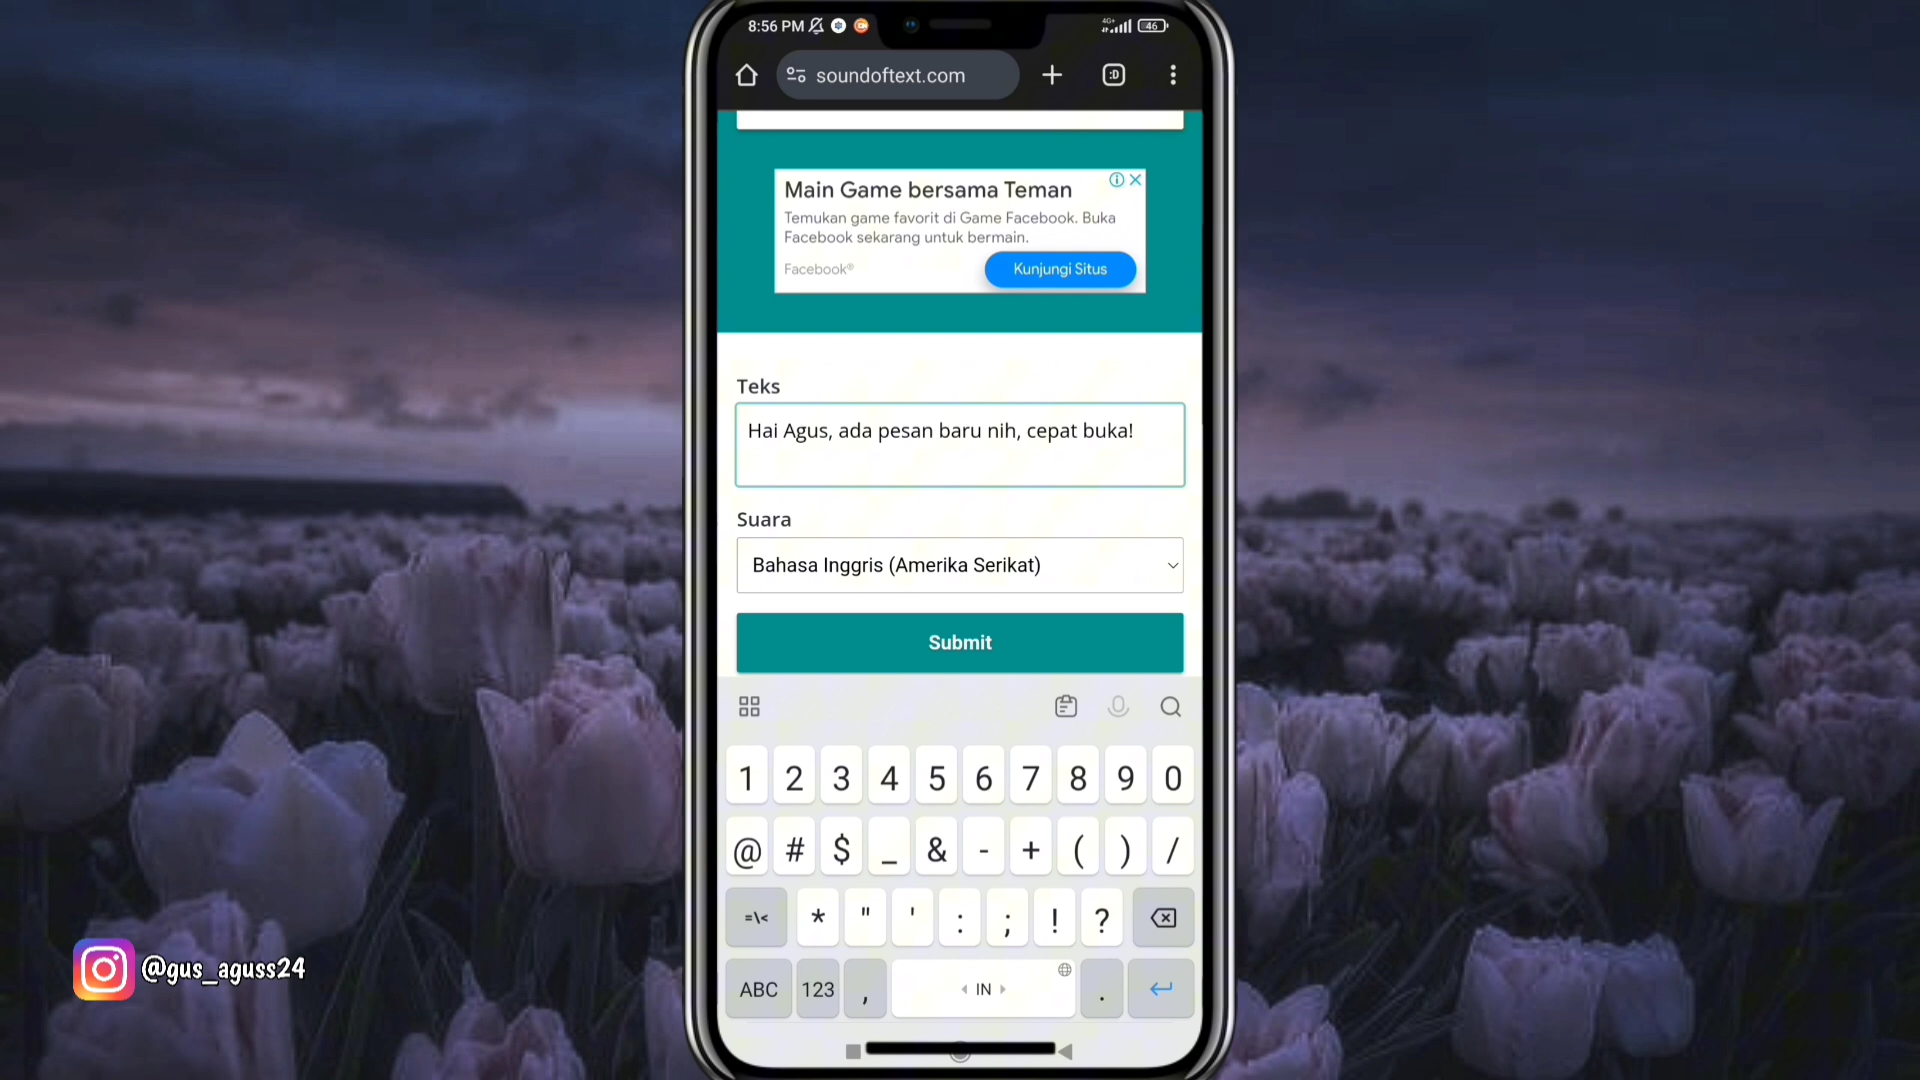 8:56 PM
4G+
46
soundoftext.com
:D
Main Game bersama Teman
Temukan game favorit di Game Facebook. Buka
Facebook sekarang untuk bermain.
Facebook®
Kunjungi Situs
Teks
Hai Agus, ada pesan baru nih, cepat buka!
Suara
Bahasa Inggris (Amerika Serikat)
Submit
1 2 3 4 5 6 7 8 9 0
@ # $ _ & - + ( ) /
=\< * " ' : ; ! ?
ABC 123 , IN .
@gus_aguss24